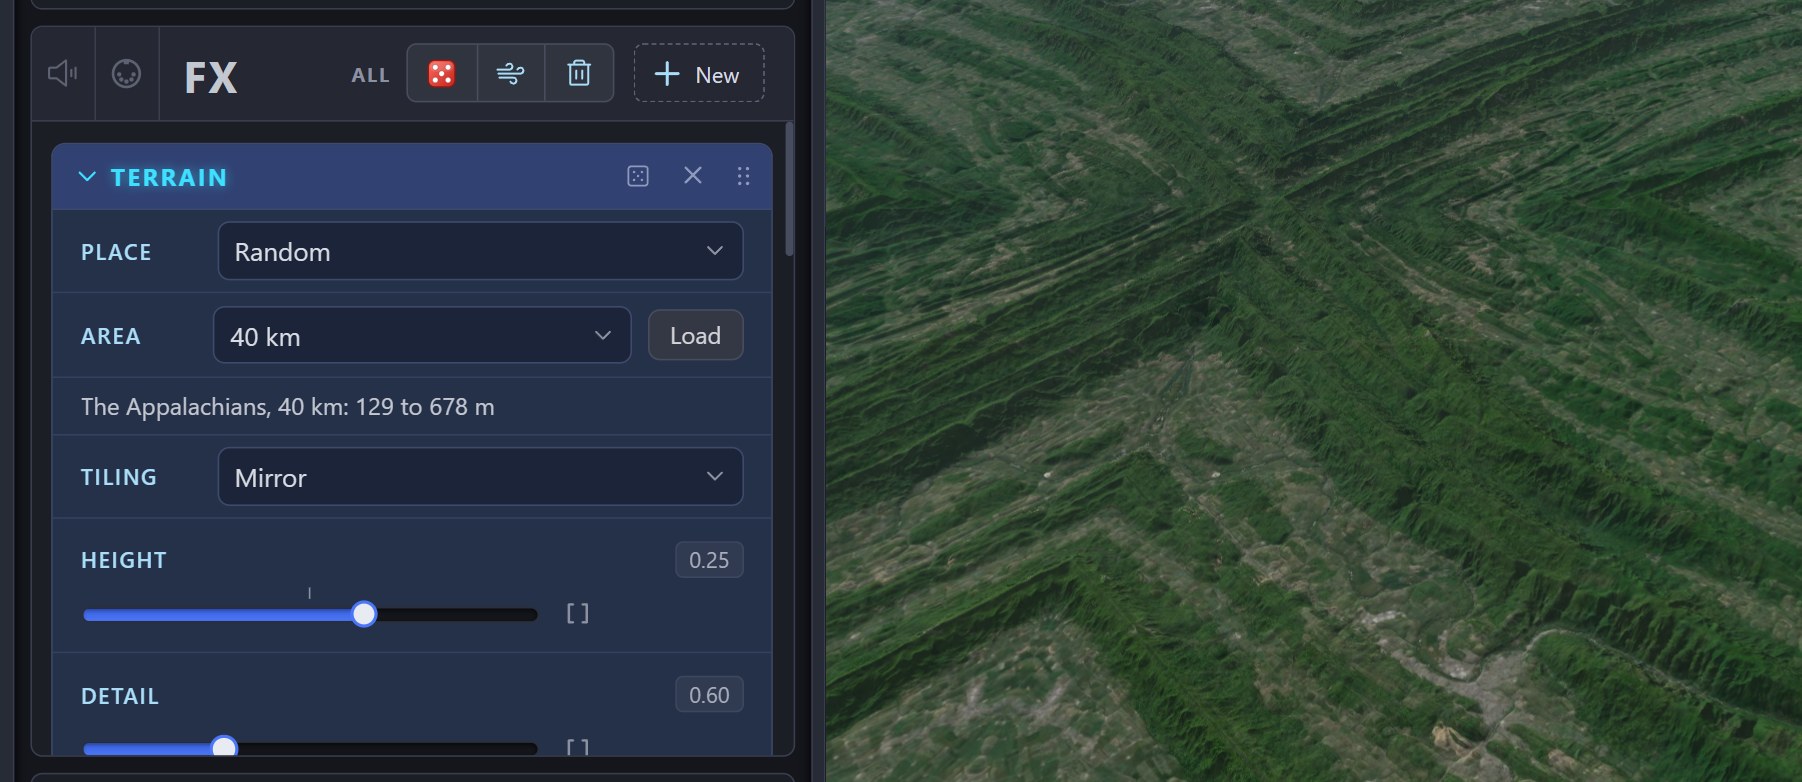 FX
ALL
New
TERRAIN
PLACE
Random
AREA
40 km
Load
The Appalachians, 40 km: 129 to 678 m
TILING
Mirror
HEIGHT
0.25
[ ]
DETAIL
0.60
[ ]